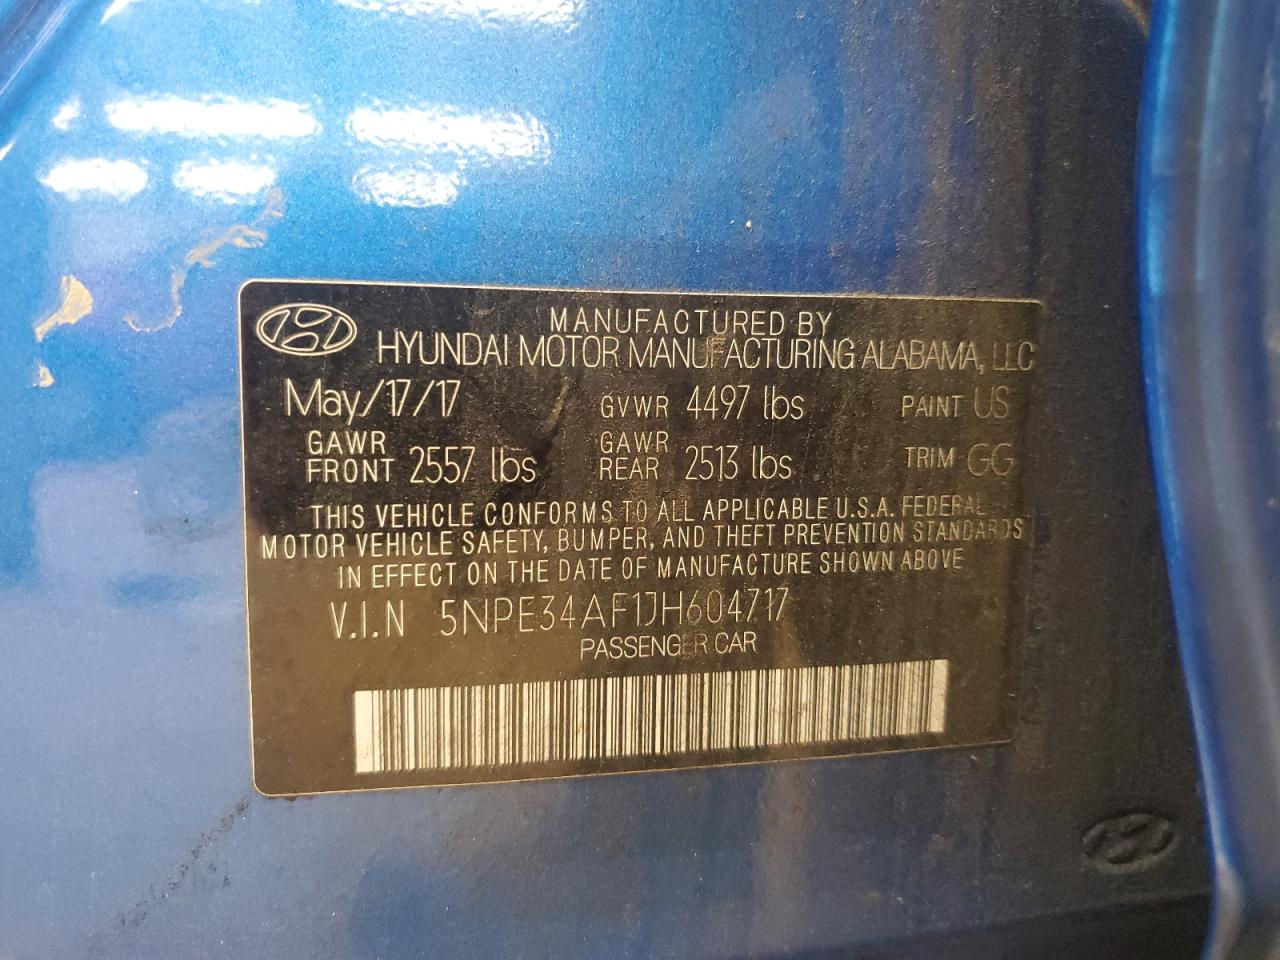 MANUFACTURED BY
HYUNDAI MOTOR MANUFACTURING ALABAMA, LLC
May/17/17 GVWR 4497 lbs PAINT US
GAWR FRONT 2557 lbs GAWR REAR 2513 lbs TRIM GG
THIS VEHICLE CONFORMS TO ALL APPLICABLE U.S.A. FEDERAL
MOTOR VEHICLE SAFETY, BUMPER, AND THEFT PREVENTION STANDARDS
IN EFFECT ON THE DATE OF MANUFACTURE SHOWN ABOVE
V.I.N 5NPE34AF1JH604717
PASSENGER CAR